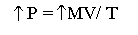 ↑ P = ↑ MV/ T